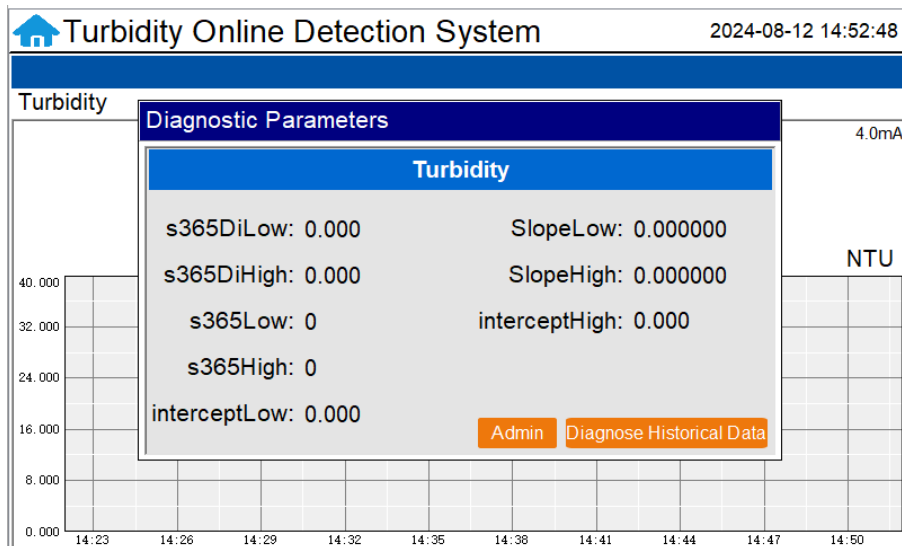 Turbidity Online Detection System 2024-08-12 14:52:48
Turbidity
Diagnostic Parameters
4.0mA
Turbidity
s365DiLow: 0.000 SlopeLow: 0.000000
s365DiHigh: 0.000 SlopeHigh: 0.000000
NTU
40.000
s365Low: 0 interceptHigh: 0.000
32.000
s365High: 0
24.000
interceptLow: 0.000
16.000
Admin Diagnose Historical Data
8.000
0.000
14:23 14:26 14:29 14:32 14:35 14:38 14:41 14:44 14:47 14:50